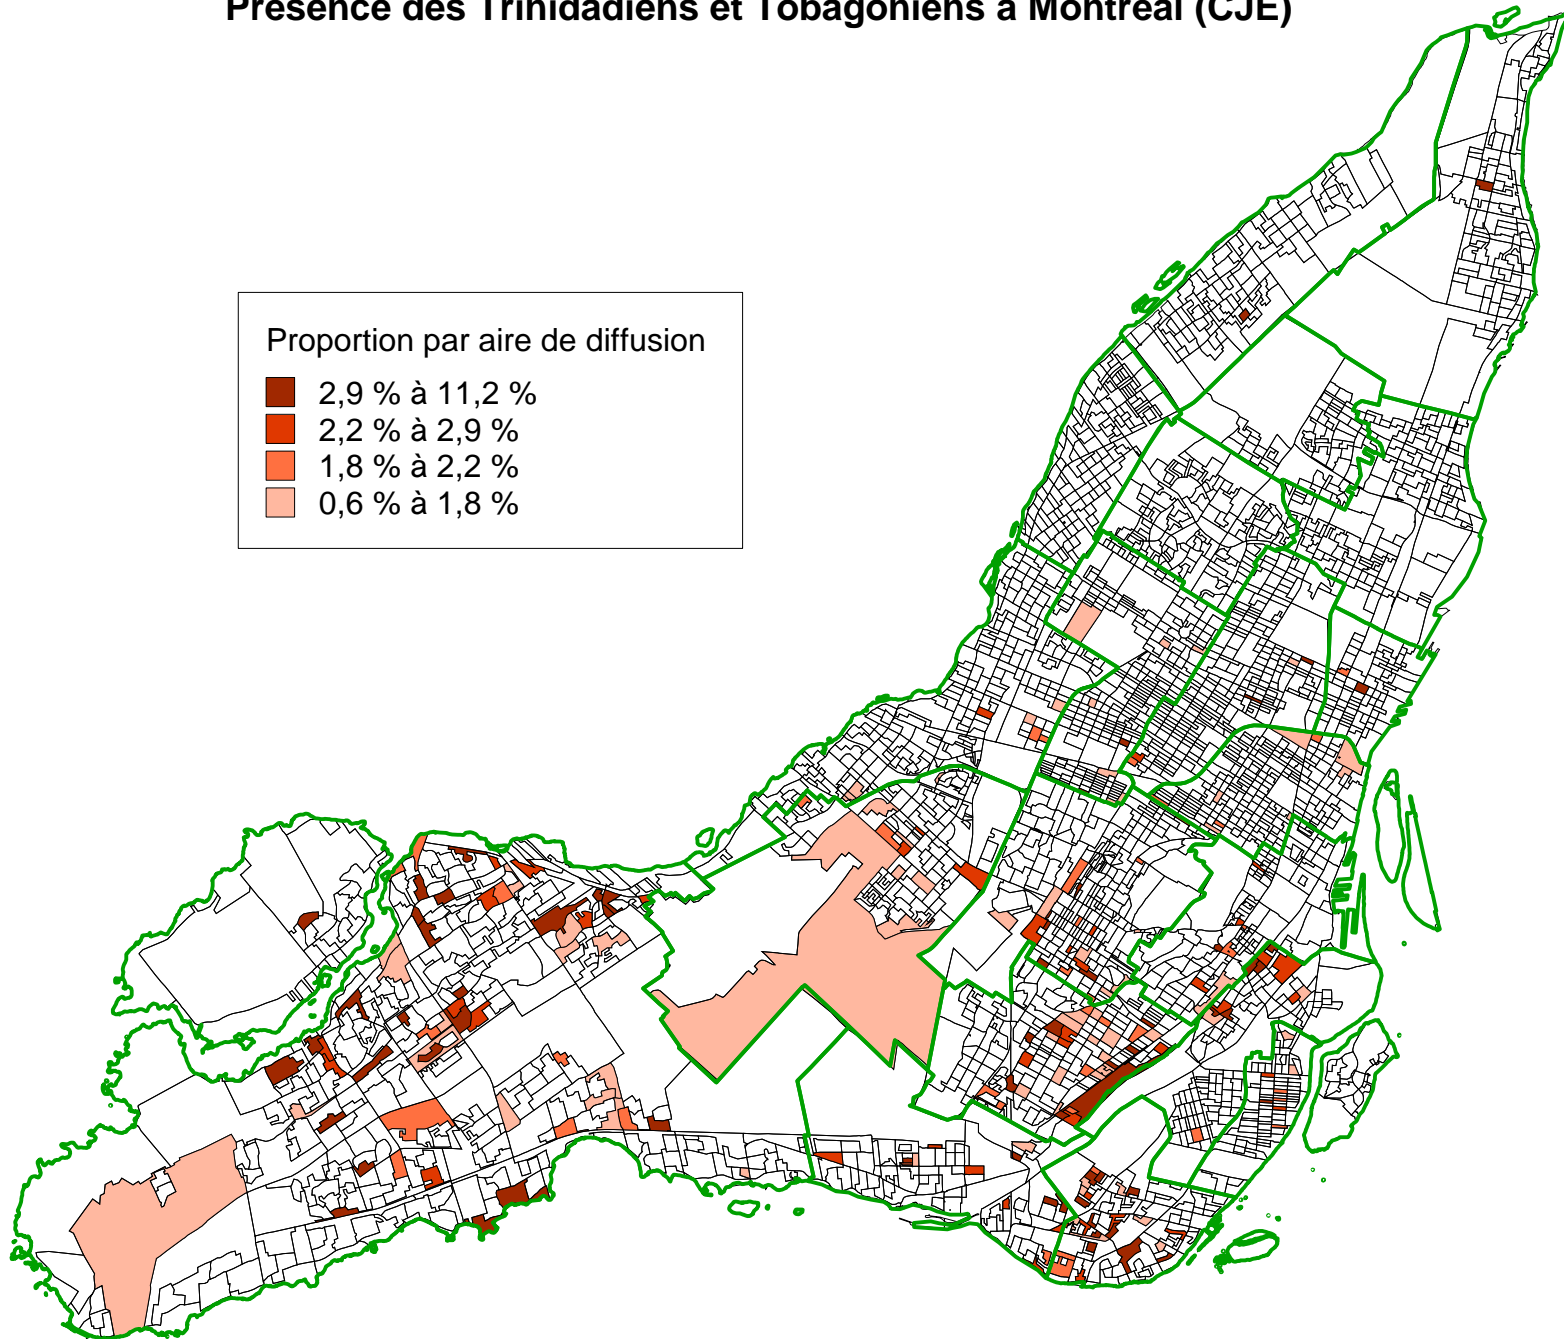 Présence des Trinidadiens et Tobagoniens à Montréal (CJE)
Proportion par aire de diffusion
2,9 % à 11,2 %
2,2 % à 2,9 %
1,8 % à 2,2 %
0,6 % à 1,8 %